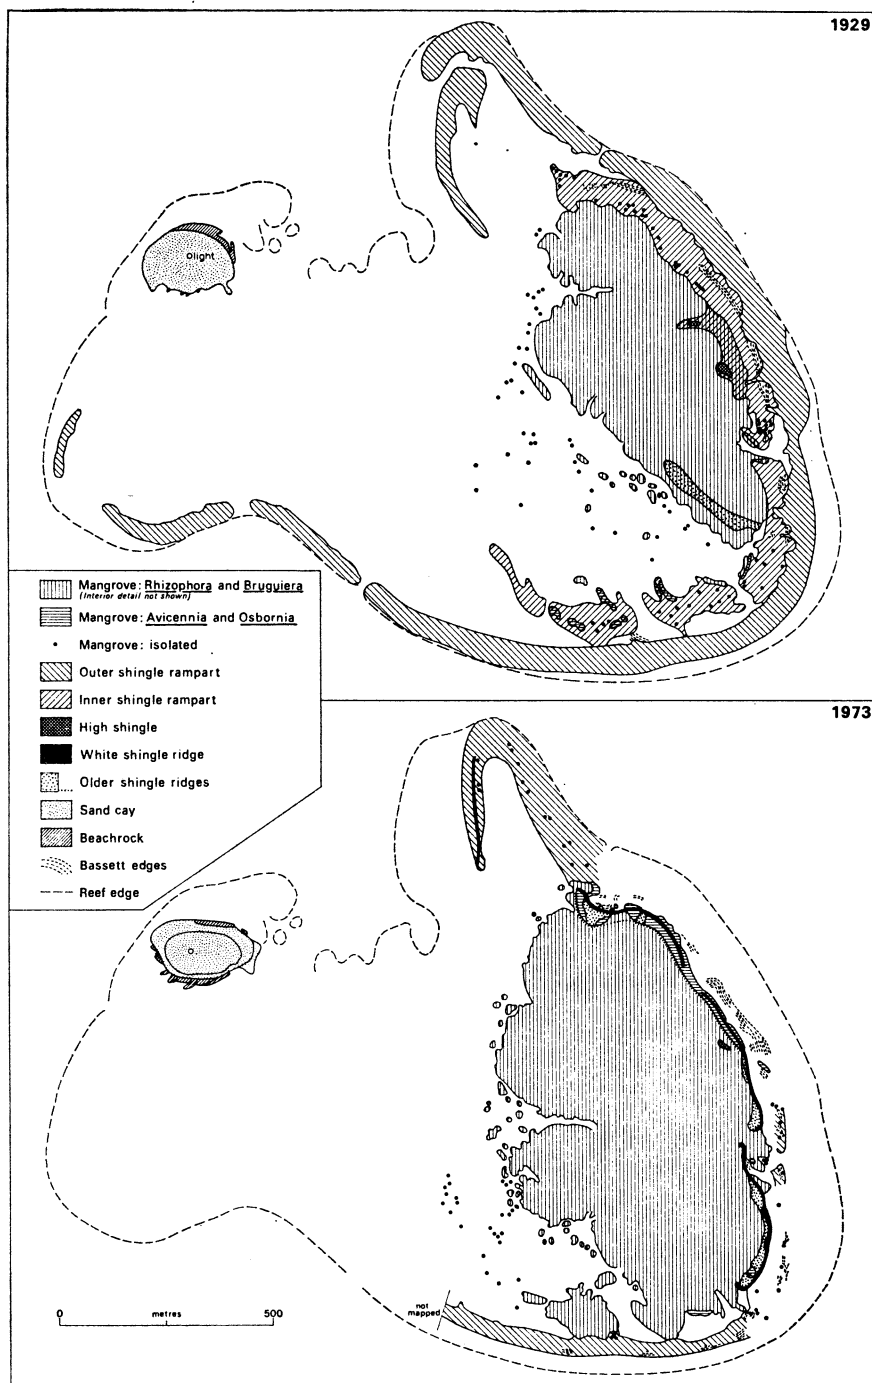 1929
light
Mangrove: Rhizophora and Bruguiera
(Interior detail not shown)
Mangrove: Avicennia and Osbornia
Mangrove: isolated
Outer shingle rampart
Inner shingle rampart
High shingle
White shingle ridge
Older shingle ridges
Sand cay
Beachrock
Bassett edges
Reef edge
1973
0 metres 500
not
mapped